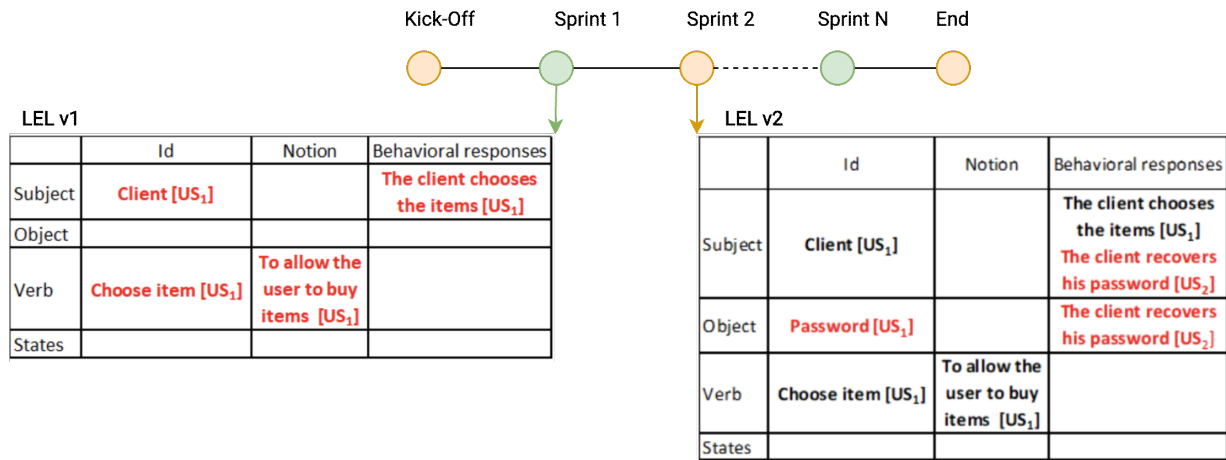 Kick-Off Sprint 1 Sprint 2 Sprint N End
LEL v1
Id Notion Behavioral responses
Subject Client [US₁] The client chooses
the items [US₁]
Object
Verb Choose item [US₁] To allow the
user to buy
items [US₁]
States
LEL v2
Id Notion Behavioral responses
Subject Client [US₁] The client chooses
the items [US₁]
The client recovers
his password [US₂]
Object Password [US₁] The client recovers
his password [US₂]
Verb Choose item [US₁] To allow the
user to buy
items [US₁]
States